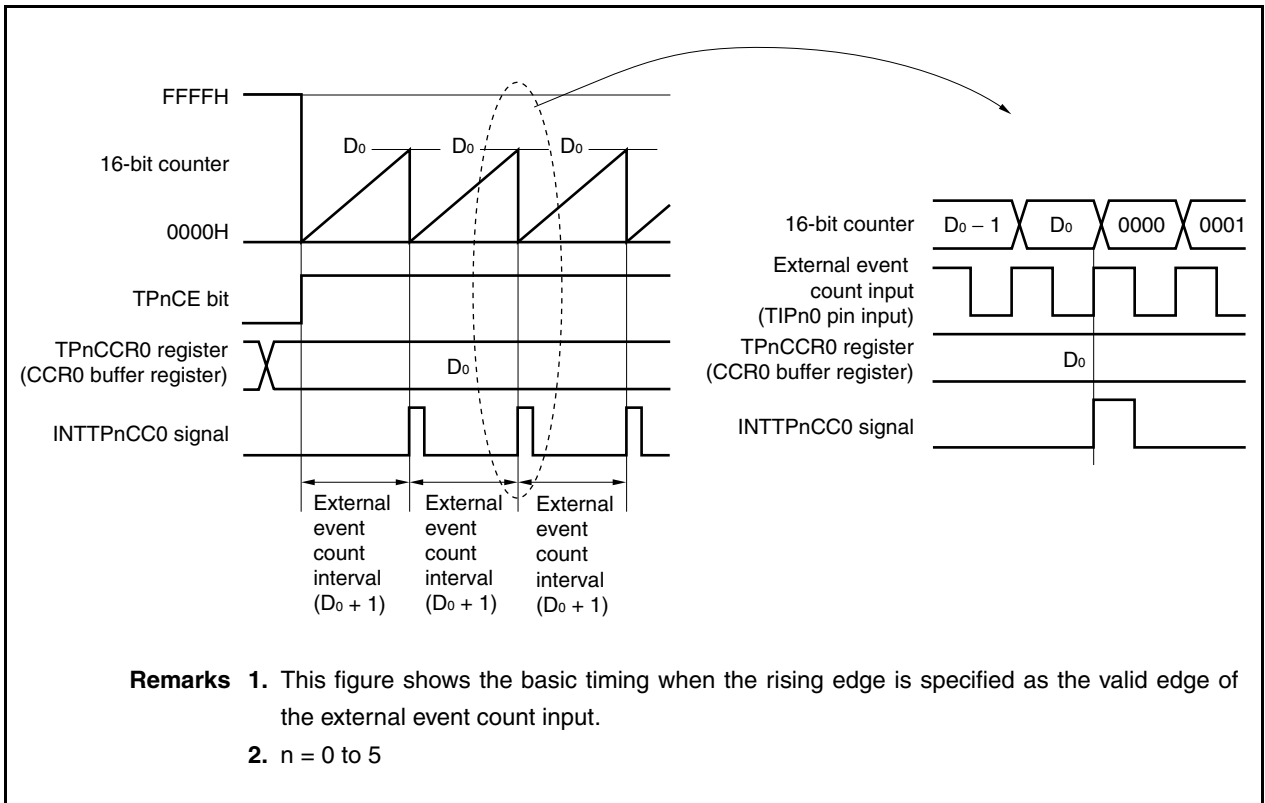 FFFFH
16-bit counter
0000H
D0
D0
D0
TPnCE bit
TPnCCR0 register
(CCR0 buffer register)
D0
INTTPnCC0 signal
External
event
count
interval
(D0 + 1)
External
event
count
interval
(D0 + 1)
External
event
count
interval
(D0 + 1)
16-bit counter
D0 − 1
D0
0000
0001
External event
count input
(TIPn0 pin input)
TPnCCR0 register
(CCR0 buffer register)
D0
INTTPnCC0 signal
Remarks 1. This figure shows the basic timing when the rising edge is specified as the valid edge of
the external event count input.
2. n = 0 to 5